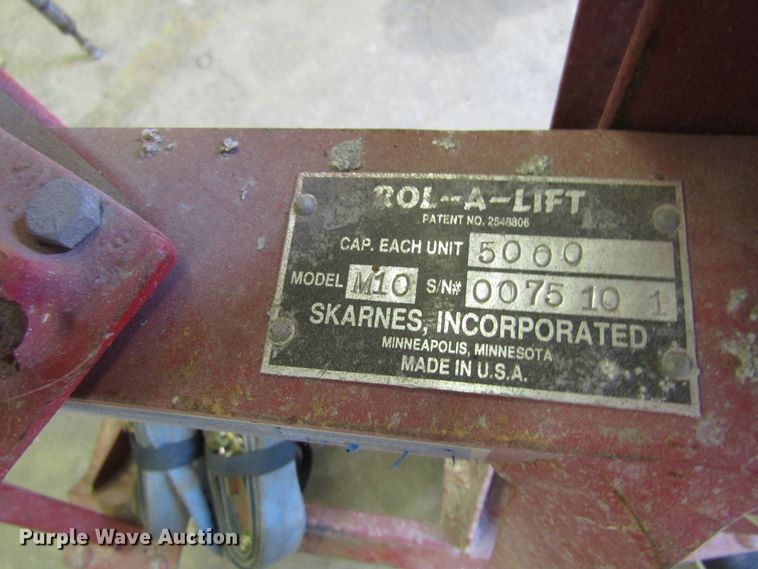 ROL-A-LIFT
PATENT NO. 2548806
CAP. EACH UNIT 5000
MODEL M10 S/N# 0075 10 1
SKARNES, INCORPORATED
MINNEAPOLIS, MINNESOTA
MADE IN U.S.A.
Purple Wave Auction